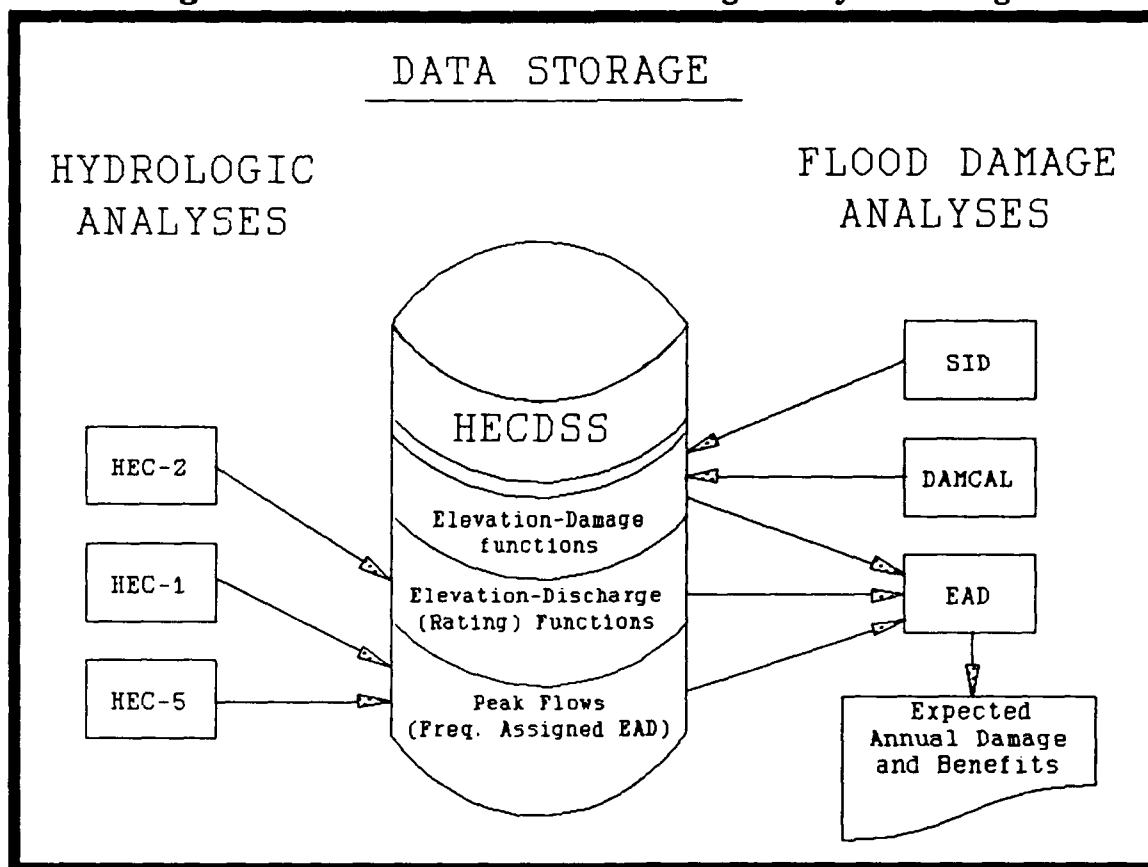 DATA STORAGE
HYDROLOGIC
ANALYSES
FLOOD DAMAGE
ANALYSES
HECDSS
Elevation-Damage
functions
Elevation-Discharge
(Rating) Functions
Peak Flows
(Freq. Assigned EAD)
HEC-2
HEC-1
HEC-5
SID
DAMCAL
EAD
Expected
Annual Damage
and Benefits